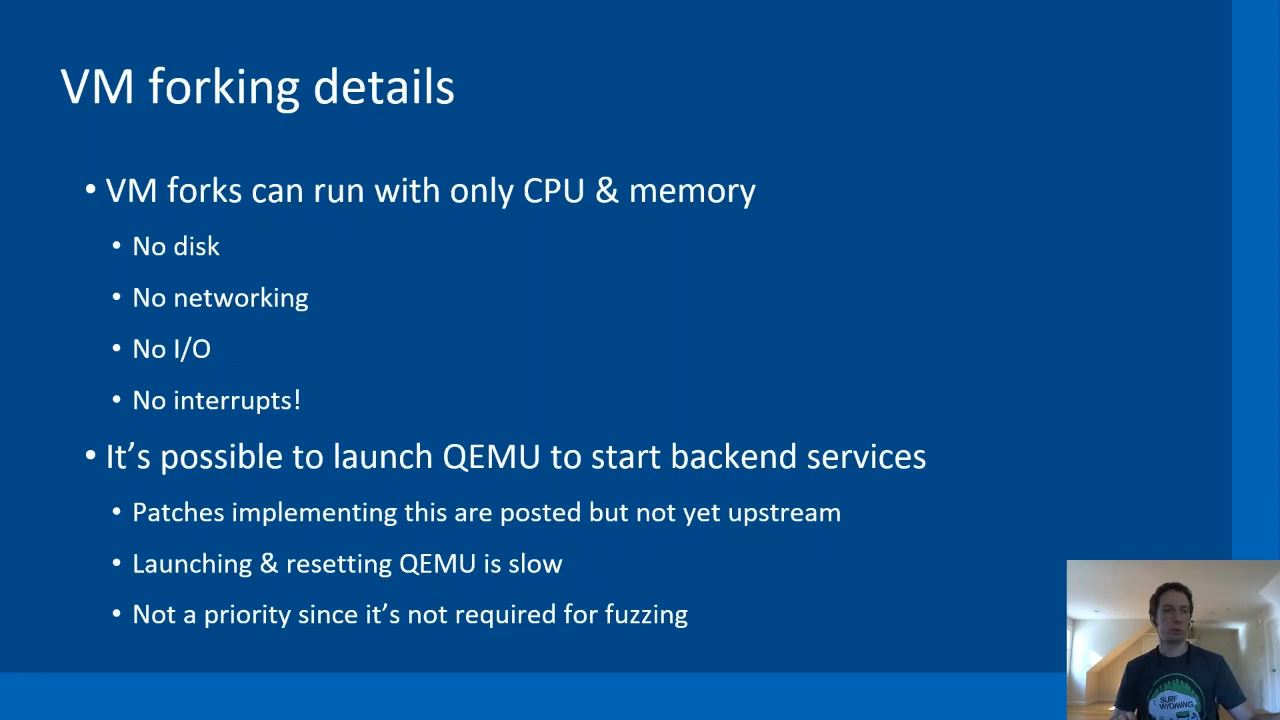 VM forking details
• VM forks can run with only CPU & memory
• No disk
• No networking
• No I/O
• No interrupts!
• It’s possible to launch QEMU to start backend services
• Patches implementing this are posted but not yet upstream
• Launching & resetting QEMU is slow
• Not a priority since it’s not required for fuzzing
SURF
WYOMING